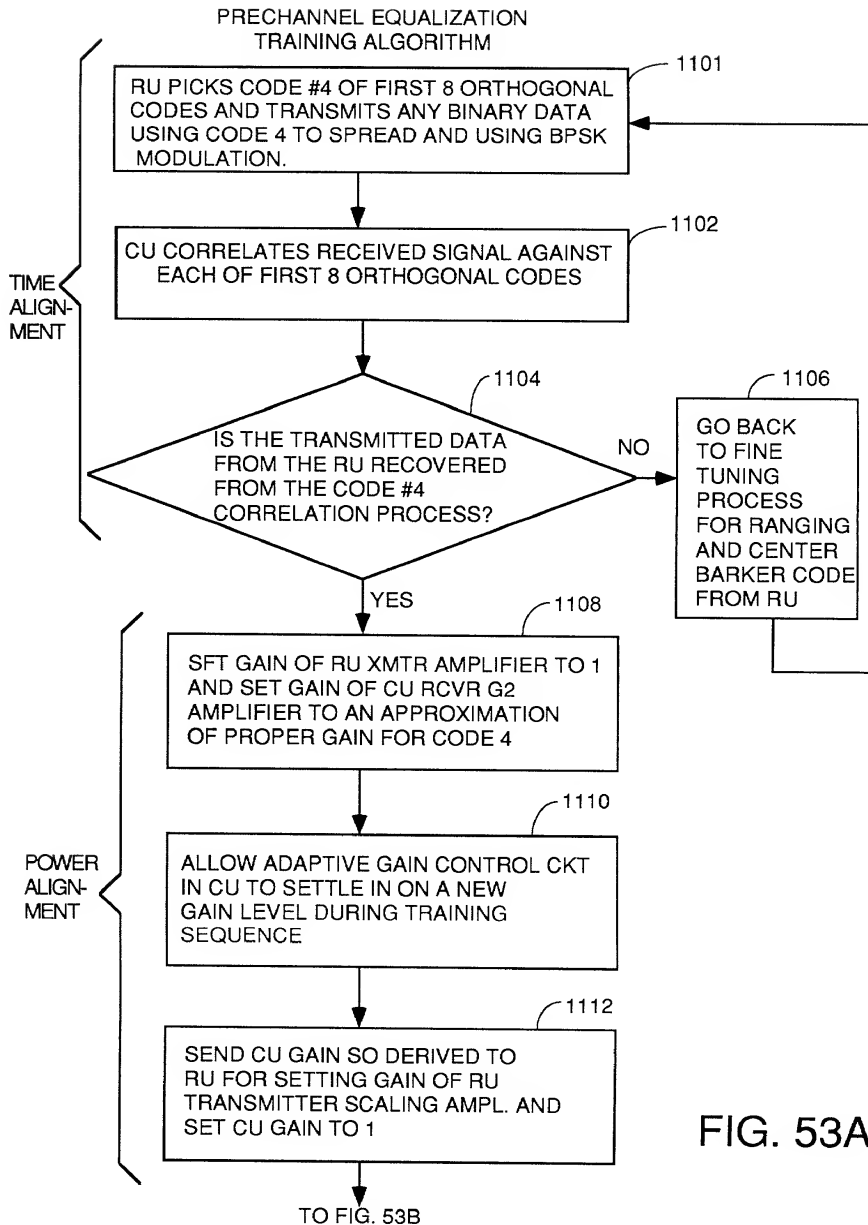 PRECHANNEL EQUALIZATION
TRAINING ALGORITHM
1101
RU PICKS CODE #4 OF FIRST 8 ORTHOGONAL
CODES AND TRANSMITS ANY BINARY DATA
USING CODE 4 TO SPREAD AND USING BPSK
MODULATION.
1102
CU CORRELATES RECEIVED SIGNAL AGAINST
EACH OF FIRST 8 ORTHOGONAL CODES
TIME
ALIGN-
MENT
1104
IS THE TRANSMITTED DATA
FROM THE RU RECOVERED
FROM THE CODE #4
CORRELATION PROCESS?
NO
1106
GO BACK
TO FINE
TUNING
PROCESS
FOR RANGING
AND CENTER
BARKER CODE
FROM RU
YES
1108
SFT GAIN OF RU XMTR AMPLIFIER TO 1
AND SET GAIN OF CU RCVR G2
AMPLIFIER TO AN APPROXIMATION
OF PROPER GAIN FOR CODE 4
1110
POWER
ALIGN-
MENT
ALLOW ADAPTIVE GAIN CONTROL CKT
IN CU TO SETTLE IN ON A NEW
GAIN LEVEL DURING TRAINING
SEQUENCE
1112
SEND CU GAIN SO DERIVED TO
RU FOR SETTING GAIN OF RU
TRANSMITTER SCALING AMPL. AND
SET CU GAIN TO 1
FIG. 53A
TO FIG. 53B